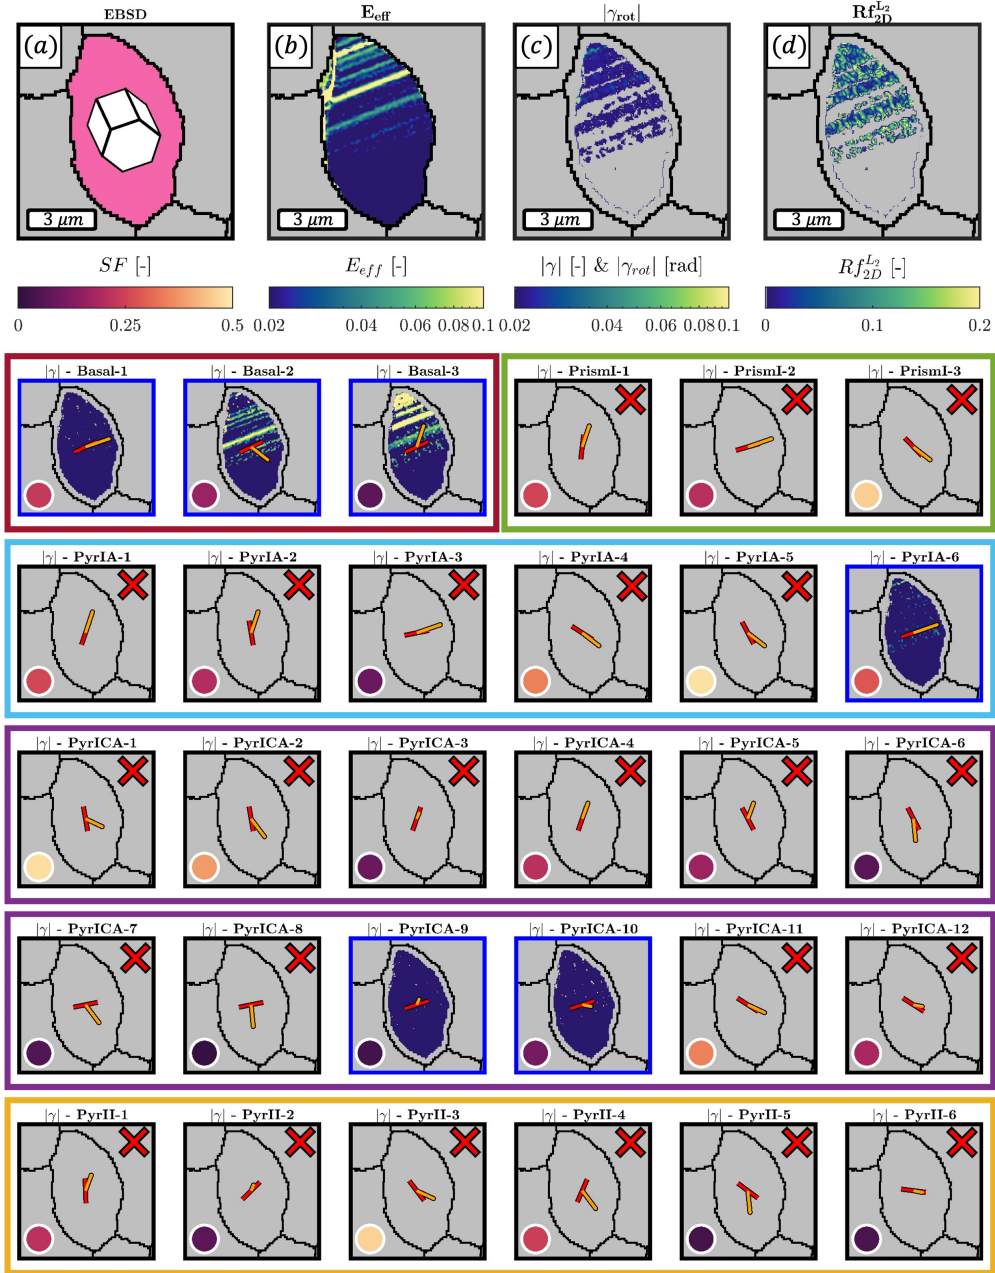 EBSD E_eff |γ_rot| Rf_2D^{L_2}
(a) (b) (c) (d)
3 μm 3 μm 3 μm 3 μm
SF [-] E_eff [-] |γ| [-] & |γ_rot| [rad] Rf_2D^{L_2} [-]
0 0.25 0.5 0.02 0.04 0.06 0.08 0.1 0.02 0.04 0.06 0.08 0.1 0 0.1 0.2
|γ| - Basal-1 |γ| - Basal-2 |γ| - Basal-3 |γ| - PrismI-1 |γ| - PrismI-2 |γ| - PrismI-3
|γ| - PyrIA-1 |γ| - PyrIA-2 |γ| - PyrIA-3 |γ| - PyrIA-4 |γ| - PyrIA-5 |γ| - PyrIA-6
|γ| - PyrICA-1 |γ| - PyrICA-2 |γ| - PyrICA-3 |γ| - PyrICA-4 |γ| - PyrICA-5 |γ| - PyrICA-6
|γ| - PyrICA-7 |γ| - PyrICA-8 |γ| - PyrICA-9 |γ| - PyrICA-10 |γ| - PyrICA-11 |γ| - PyrICA-12
|γ| - PyrII-1 |γ| - PyrII-2 |γ| - PyrII-3 |γ| - PyrII-4 |γ| - PyrII-5 |γ| - PyrII-6